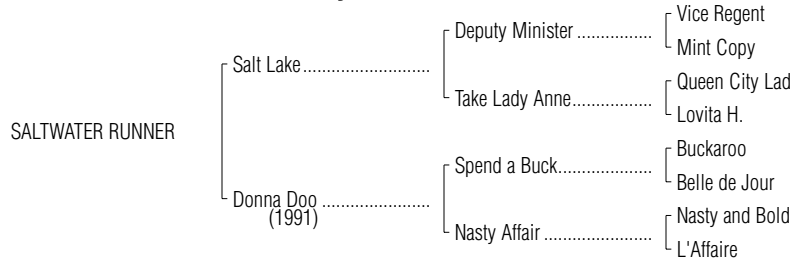 Vice Regent
Deputy Minister ..................
Mint Copy
Salt Lake...........................
Queen City Lad
Take Lady Anne...................
Lovita H.
SALTWATER RUNNER
Buckaroo
Spend a Buck......................
Belle de Jour
Donna Doo .......................
(1991)
Nasty and Bold
Nasty Affair ........................
L'Affaire